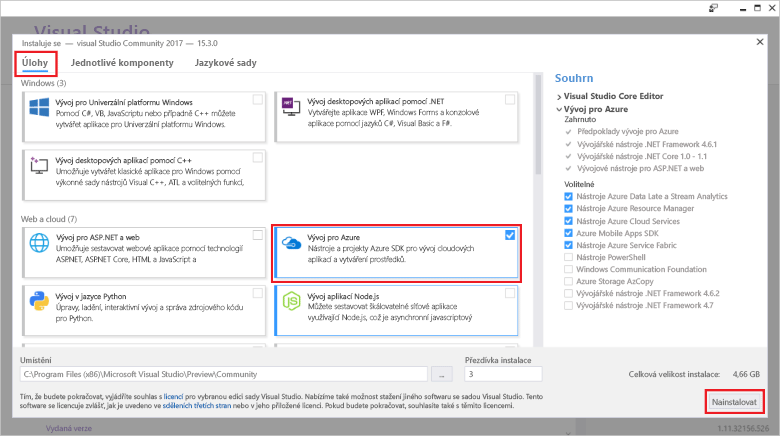 Visual Studio
Instaluje se — visual Studio Community 2017 — 15.3.0
Úlohy
Jednotlivé komponenty
Jazykové sady
Windows (3)
Vývoj pro Univerzální platformu Windows
Pomocí C#, VB, JavaScriptu nebo případně C++ můžete
vytvářet aplikace pro Univerzální platformu Windows.
Vývoj desktopových aplikací pomocí .NET
Vytvářejte aplikace WPF, Windows Forms a konzolové
aplikace pomocí jazyků C#, Visual Basic a F#.
Vývoj desktopových aplikací pomocí C++
Umožňuje vytvářet klasické aplikace pro Windows pomocí
výkonné sady nástrojů Visual C++, ATL a volitelných funkcí,
Web a cloud (7)
Vývoj pro ASP.NET a web
Umožňuje sestavovat webové aplikace pomocí technologií
ASP.NET, ASP.NET Core, HTML a JavaScript a
Vývoj pro Azure
Nástroje a projekty Azure SDK pro vývoj cloudových
aplikací a vytváření prostředků.
Vývoj v jazyce Python
Úpravy, ladění, interaktivní vývoj a správa zdrojového kódu
pro Python.
Vývoj aplikací Node.js
Můžete sestavovat škálovatelné síťové aplikace
využívající Node.js, což je asynchronní javascriptový
Souhrn
Visual Studio Core Editor
Vývoj pro Azure
Zahrnuto
Předpoklady vývoje pro Azure
Vývojářské nástroje .NET Framework 4.6.1
Vývojářské nástroje .NET Core 1.0 - 1.1
Vývojové nástroje pro ASP.NET a web
Volitelné
Nástroje Azure Data Late a Stream Analytics
Nástroje Azure Resource Manager
Nástroje Azure Cloud Services
Azure Mobile Apps SDK
Nástroje Azure Service Fabric
Nástroje PowerShell
Windows Communication Foundation
Azure Storage AzCopy
Vývojářské nástroje .NET Framework 4.6.2
Vývojářské nástroje .NET Framework 4.7
Umístění
C:\Program Files (x86)\Microsoft Visual Studio\Preview\Community
...
Přezdívka instalace
3
Celková velikost instalace: 4,66 GB
Tím, že budete pokračovat, vyjádříte souhlas s licencí pro vybranou edici sady Visual Studio. Nabízíme také možnost stažení jiného softwaru se sadou Visual Studio. Tento
software se licencuje zvlášť, jak je uvedeno ve sděleních třetích stran nebo v jeho přiložené licenci. Pokud budete pokračovat, souhlasíte také s těmito licencemi.
Nainstalovat
Vydaná verze
1.11.32156.526